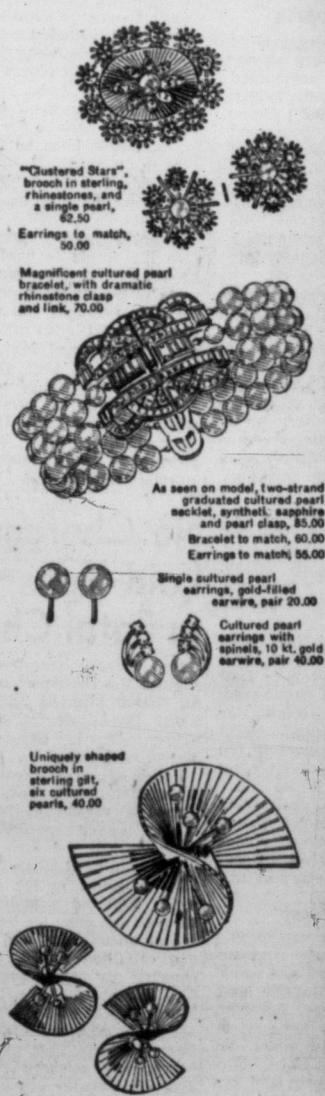 "Clustered Stars",
brooch in sterling,
rhinestones, and
a single pearl,
62.50
Earrings to match,
50.00
Magnificent cultured pearl
bracelet, with dramatic
rhinestone clasp
and link, 70.00
As seen on model, two-strand
graduated cultured pearl
necklet, syntheti. sapphire
and pearl clasp, 85.00
Bracelet to match, 60.00
Earrings to match, 55.00
Single cultured pearl
earrings, gold-filled
earwire, pair 20.00
Cultured pearl
earrings with
spinels, 10 kt. gold
earwire, pair 40.00
Uniquely shaped
brooch in
sterling gilt,
six cultured
pearls, 40.00